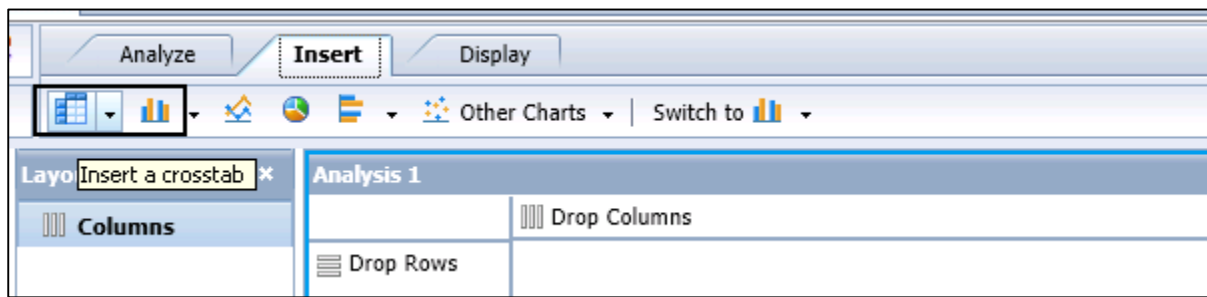 Analyze Insert Display
Other Charts Switch to
Layo Insert a crosstab Analysis 1
Drop Columns
Columns
Drop Rows